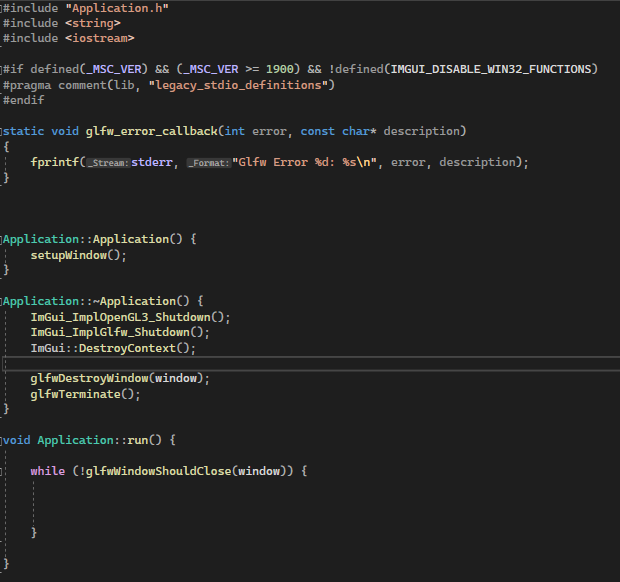 #include "Application.h"
#include <string>
#include <iostream>
#if defined(_MSC_VER) && (_MSC_VER >= 1900) && !defined(IMGUI_DISABLE_WIN32_FUNCTIONS)
#pragma comment(lib, "legacy_stdio_definitions")
#endif
static void glfw_error_callback(int error, const char* description)
{
fprintf(_Stream:stderr, _Format:"Glfw Error %d: %s\n", error, description);
}
Application::Application() {
setupWindow();
}
Application::~Application() {
ImGui_ImplOpenGL3_Shutdown();
ImGui_ImplGlfw_Shutdown();
ImGui::DestroyContext();
glfwDestroyWindow(window);
glfwTerminate();
}
void Application::run() {
while (!glfwWindowShouldClose(window)) {
}
}